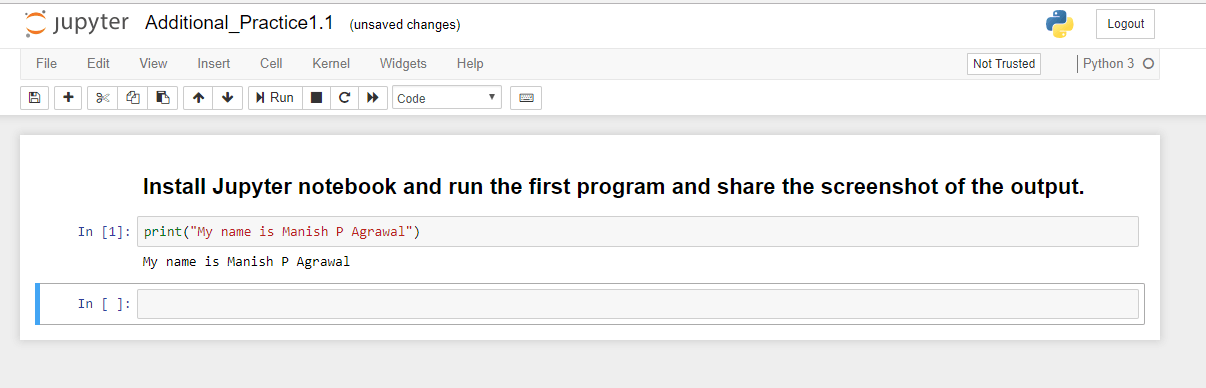 jupyter Additional_Practice1.1 (unsaved changes) Logout
File Edit View Insert Cell Kernel Widgets Help Not Trusted Python 3
Run Code
Install Jupyter notebook and run the first program and share the screenshot of the output.
In [1]: print("My name is Manish P Agrawal")
My name is Manish P Agrawal
In [ ]: